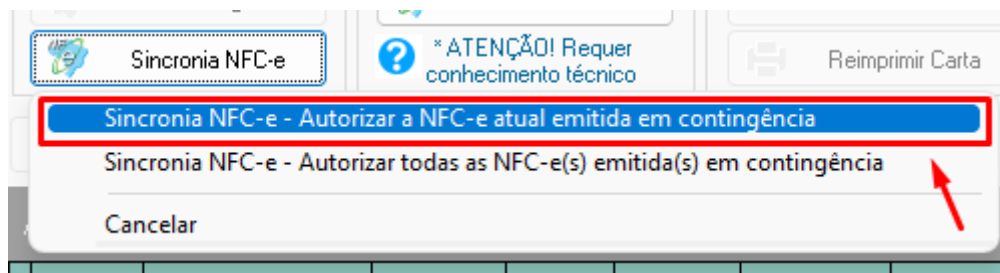 Sincronia NFC-e
* ATENÇÃO! Requer
conhecimento técnico
Reimprimir Carta
Sincronia NFC-e - Autorizar a NFC-e atual emitida em contingência
Sincronia NFC-e - Autorizar todas as NFC-e(s) emitida(s) em contingência
Cancelar